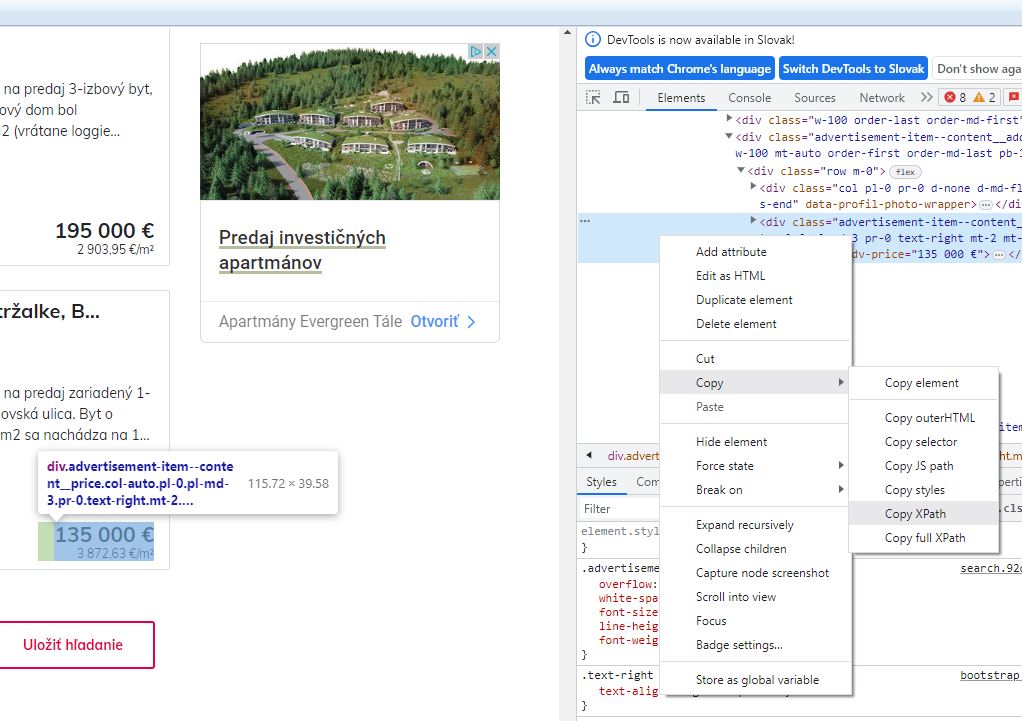 na predaj 3-izbový byt,
ový dom bol
2 (vrátane loggie...
195 000 €
2 903,95 €/m²
tržalke, B...
na predaj zariadený 1-
ovská ulica. Byt o
m2 sa nachádza na 1...
div.advertisement-item--conte
nt__price.col-auto.pl-0.pl-md-
3.pr-0.text-right.mt-2....
115.72 × 39.58
135 000 €
3 872,63 €/m²
Uložiť hľadanie
Predaj investičných
apartmánov
Apartmány Evergreen Tále Otvoriť
DevTools is now available in Slovak!
Always match Chrome's language Switch DevTools to Slovak Don't show aga
Elements Console Sources Network 8 2
<div class="w-100 order-last order-md-first"
<div class="advertisement-item--content__add
w-100 mt-auto order-first order-md-last pb-1
<div class="row m-0"> flex
<div class="col pl-0 pr-0 d-none d-md-fl
s-end" data-profil-photo-wrapper>…</di
<div class="advertisement-item--content_
3 pr-0 text-right mt-2 mt-
dv-price="135 000 €">…</
item
div.advert
ht.m
Styles Com
perti
Filter
.cls
element.styl
}
.advertiseme
search.92
overflow:
white-spa
font-size
line-heig
font-weig
}
.text-right
bootstrap
text-alig
}
Add attribute
Edit as HTML
Duplicate element
Delete element
Cut
Copy
Paste
Hide element
Force state
Break on
Expand recursively
Collapse children
Capture node screenshot
Scroll into view
Focus
Badge settings...
Store as global variable
Copy element
Copy outerHTML
Copy selector
Copy JS path
Copy styles
Copy XPath
Copy full XPath